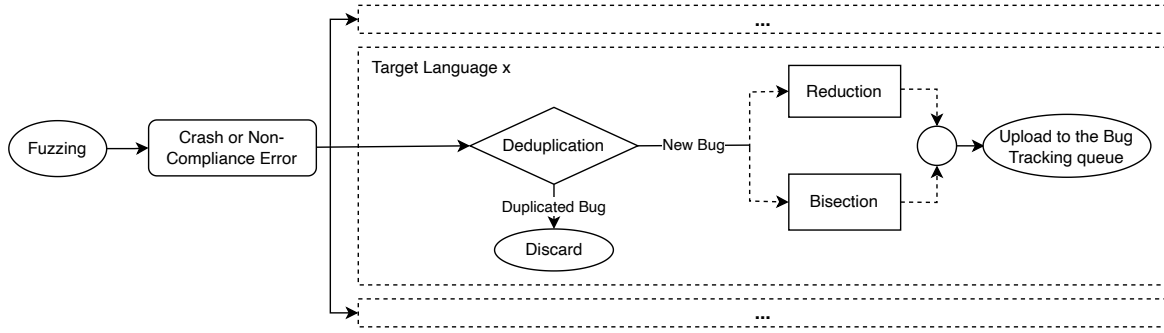 ...
Target Language x
Fuzzing
Crash or Non-
Compliance Error
Deduplication
New Bug
Reduction
Bisection
Upload to the Bug
Tracking queue
Duplicated Bug
Discard
...